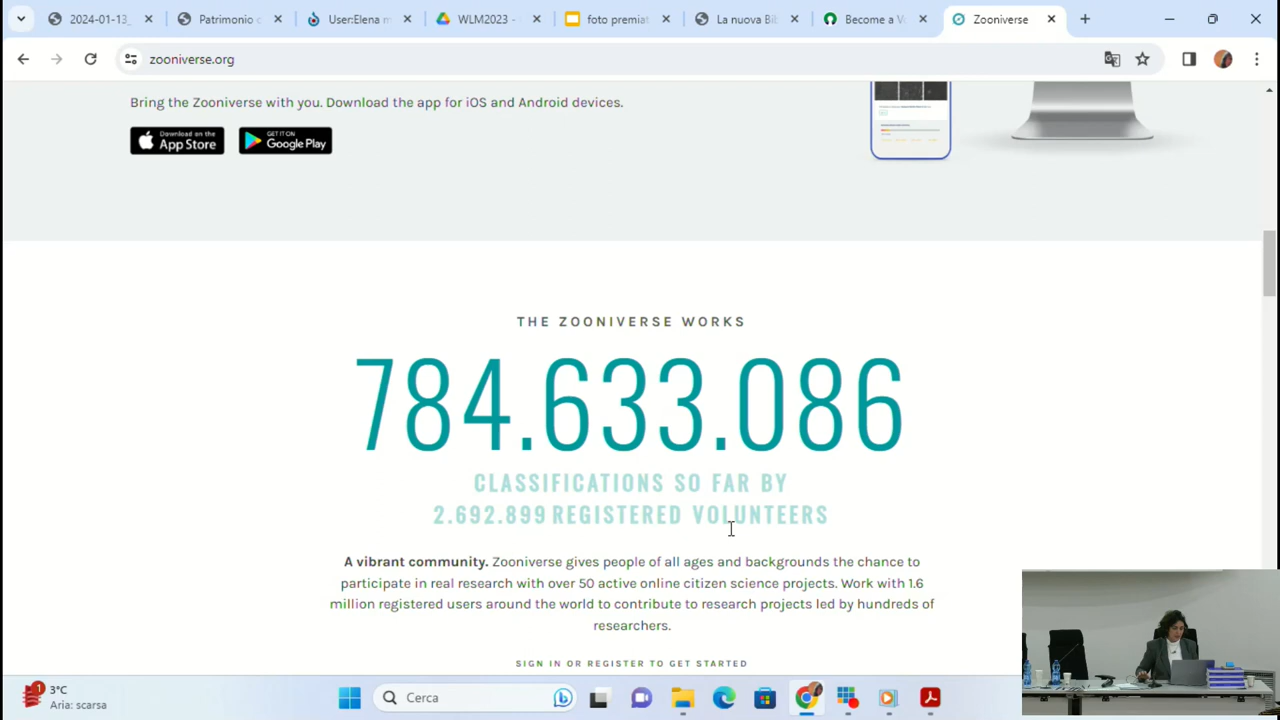 2024-01-13_
Patrimonio c
User:Elena m
WLM2023 -
foto premiat
La nuova Bib
Become a Vo
Zooniverse
zooniverse.org
Bring the Zooniverse with you. Download the app for iOS and Android devices.
Download on the
App Store
GET IT ON
Google Play
THE ZOONIVERSE WORKS
784.633.086
CLASSIFICATIONS SO FAR BY
2.692.899 REGISTERED VOLUNTEERS
A vibrant community. Zooniverse gives people of all ages and backgrounds the chance to
participate in real research with over 50 active online citizen science projects. Work with 1.6
million registered users around the world to contribute to research projects led by hundreds of
researchers.
SIGN IN OR REGISTER TO GET STARTED
1
3°C
Aria: scarsa
Cerca